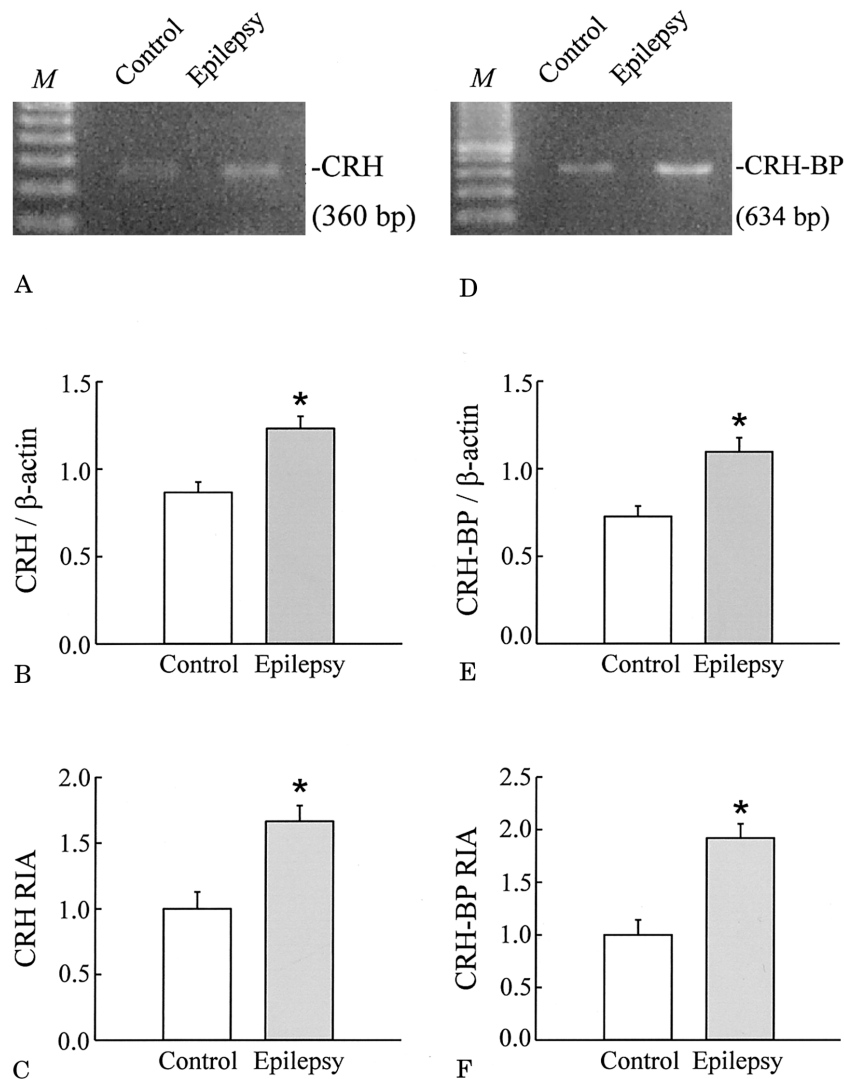 M Control Epilepsy
-CRH
(360 bp)
A
M Control Epilepsy
-CRH-BP
(634 bp)
D
CRH / β-actin
1.5
1.0
0.5
0.0
*
Control Epilepsy
B
CRH-BP / β-actin
1.5
1.0
0.5
0.0
*
Control Epilepsy
E
CRH RIA
2.0
1.5
1.0
0.5
0.0
*
Control Epilepsy
C
CRH-BP RIA
2.5
2.0
1.5
1.0
0.5
0.0
*
Control Epilepsy
F